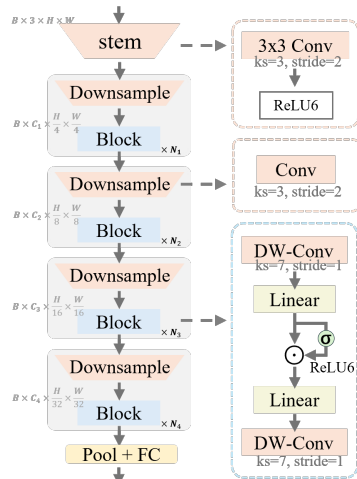 B × 3 × H × W
stem
Downsample
B × C₁ × H/4 × W/4
Block
× N₁
Downsample
B × C₂ × H/8 × W/8
Block
× N₂
Downsample
B × C₃ × H/16 × W/16
Block
× N₃
Downsample
B × C₄ × H/32 × W/32
Block
× N₄
Pool + FC
3x3 Conv
ks=3, stride=2
ReLU6
Conv
ks=3, stride=2
DW-Conv
ks=7, stride=1
Linear
σ
ReLU6
Linear
DW-Conv
ks=7, stride=1